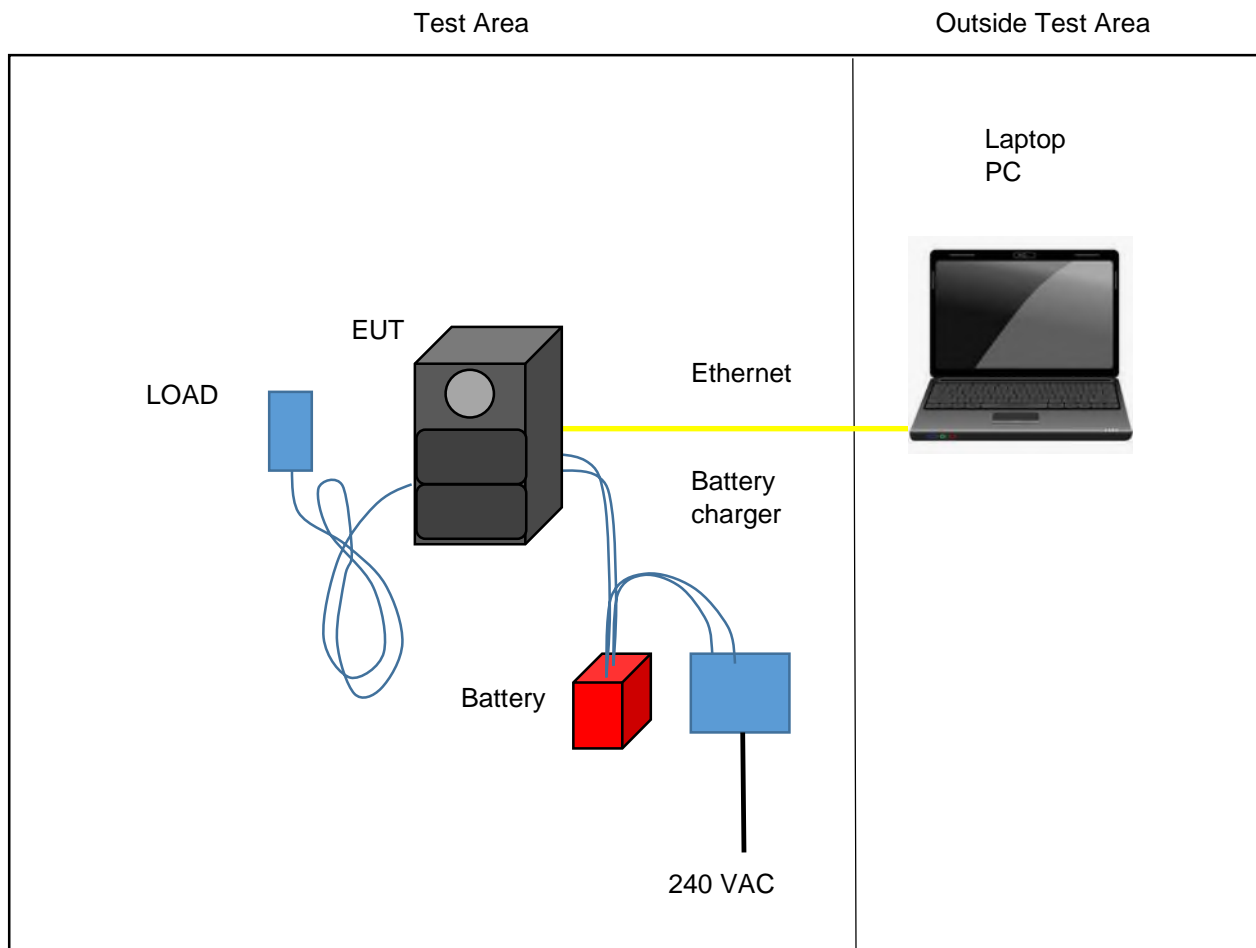 Test Area
Outside Test Area
Laptop
PC
EUT
Ethernet
LOAD
Battery
charger
Battery
240 VAC